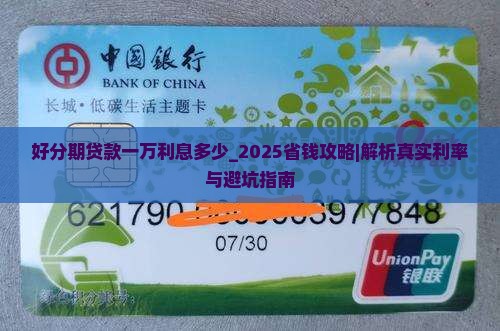 中国银行
BANK OF CHINA
长城·低碳生活主题卡
好分期贷款一万利息多少_2025省钱攻略|解析真实利率
与避坑指南
07/30
UnionPay
银联